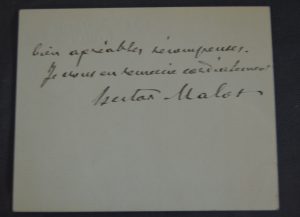 bien agréables récompenses.
Je vous en remercie cordialement
Hector Malot